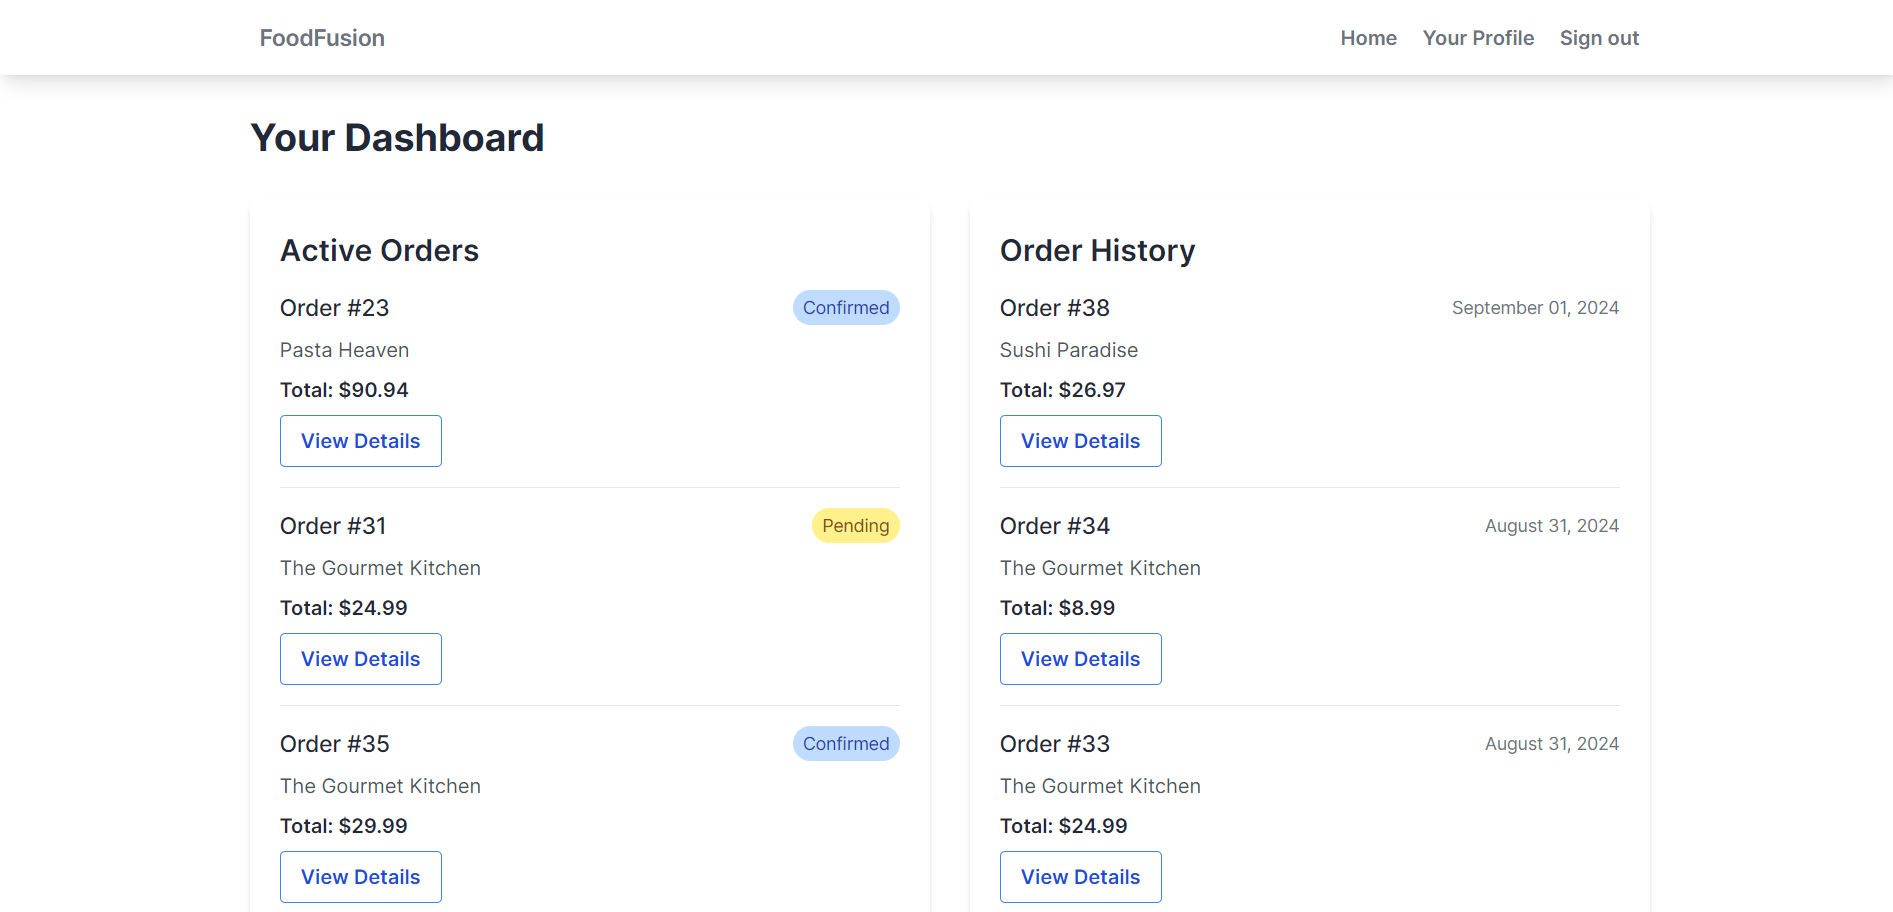 FoodFusion
Home Your Profile Sign out
Your Dashboard
Active Orders
Order #23 Confirmed
Pasta Heaven
Total: $90.94
View Details
Order #31 Pending
The Gourmet Kitchen
Total: $24.99
View Details
Order #35 Confirmed
The Gourmet Kitchen
Total: $29.99
View Details
Order History
Order #38 September 01, 2024
Sushi Paradise
Total: $26.97
View Details
Order #34 August 31, 2024
The Gourmet Kitchen
Total: $8.99
View Details
Order #33 August 31, 2024
The Gourmet Kitchen
Total: $24.99
View Details